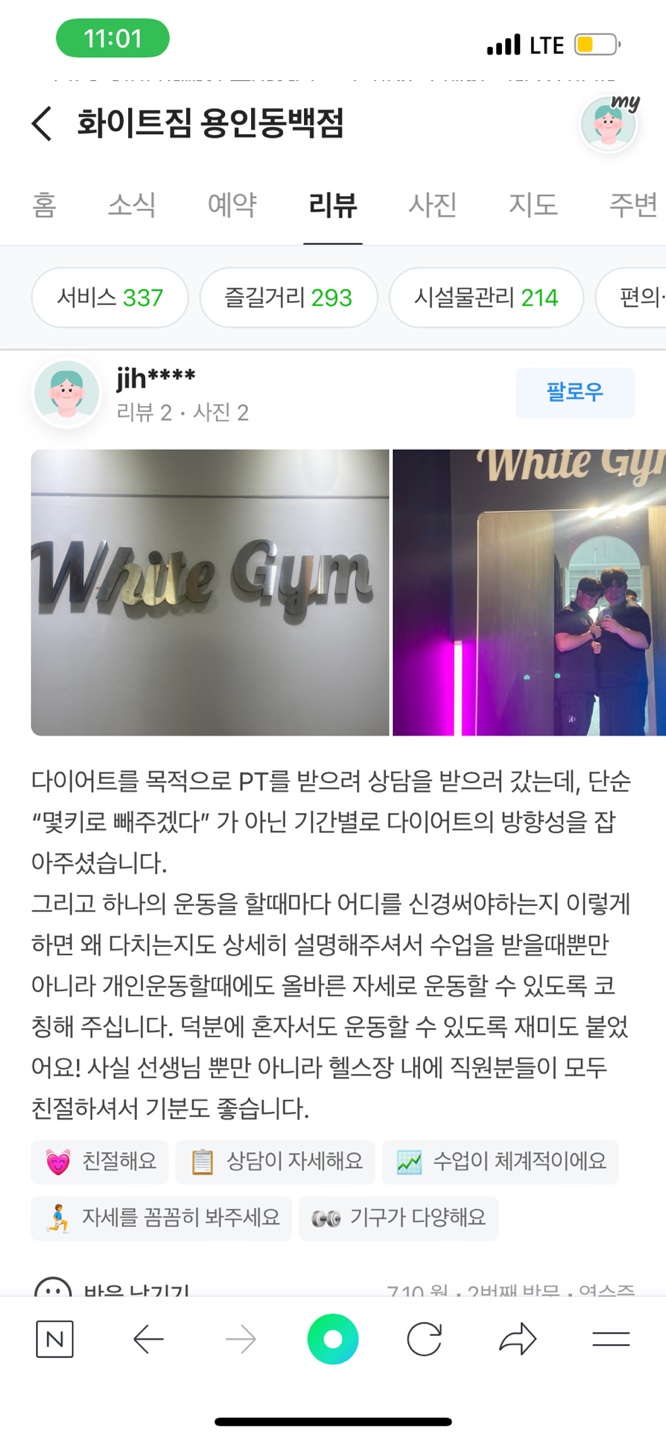 11:01
LTE
화이트짐 용인동백점
my
홈 소식 예약 리뷰 사진 지도 주변
서비스 337 즐길거리 293 시설물관리 214 편의·
jih****
리뷰 2 · 사진 2
팔로우
White Gym
White Gym
다이어트를 목적으로 PT를 받으려 상담을 받으러 갔는데, 단순
“몇키로 빼주겠다” 가 아닌 기간별로 다이어트의 방향성을 잡
아주셨습니다.
그리고 하나의 운동을 할때마다 어디를 신경써야하는지 이렇게
하면 왜 다치는지도 상세히 설명해주셔서 수업을 받을때뿐만
아니라 개인운동할때에도 올바른 자세로 운동할 수 있도록 코
칭해 주십니다. 덕분에 혼자서도 운동할 수 있도록 재미도 붙었
어요! 사실 선생님 뿐만 아니라 헬스장 내에 직원분들이 모두
친절하셔서 기분도 좋습니다.
친절해요 상담이 자세해요 수업이 체계적이에요
자세를 꼼꼼히 봐주세요 기구가 다양해요
반응 남기기
7.10.월 · 2번째 방문 · 영수증
N